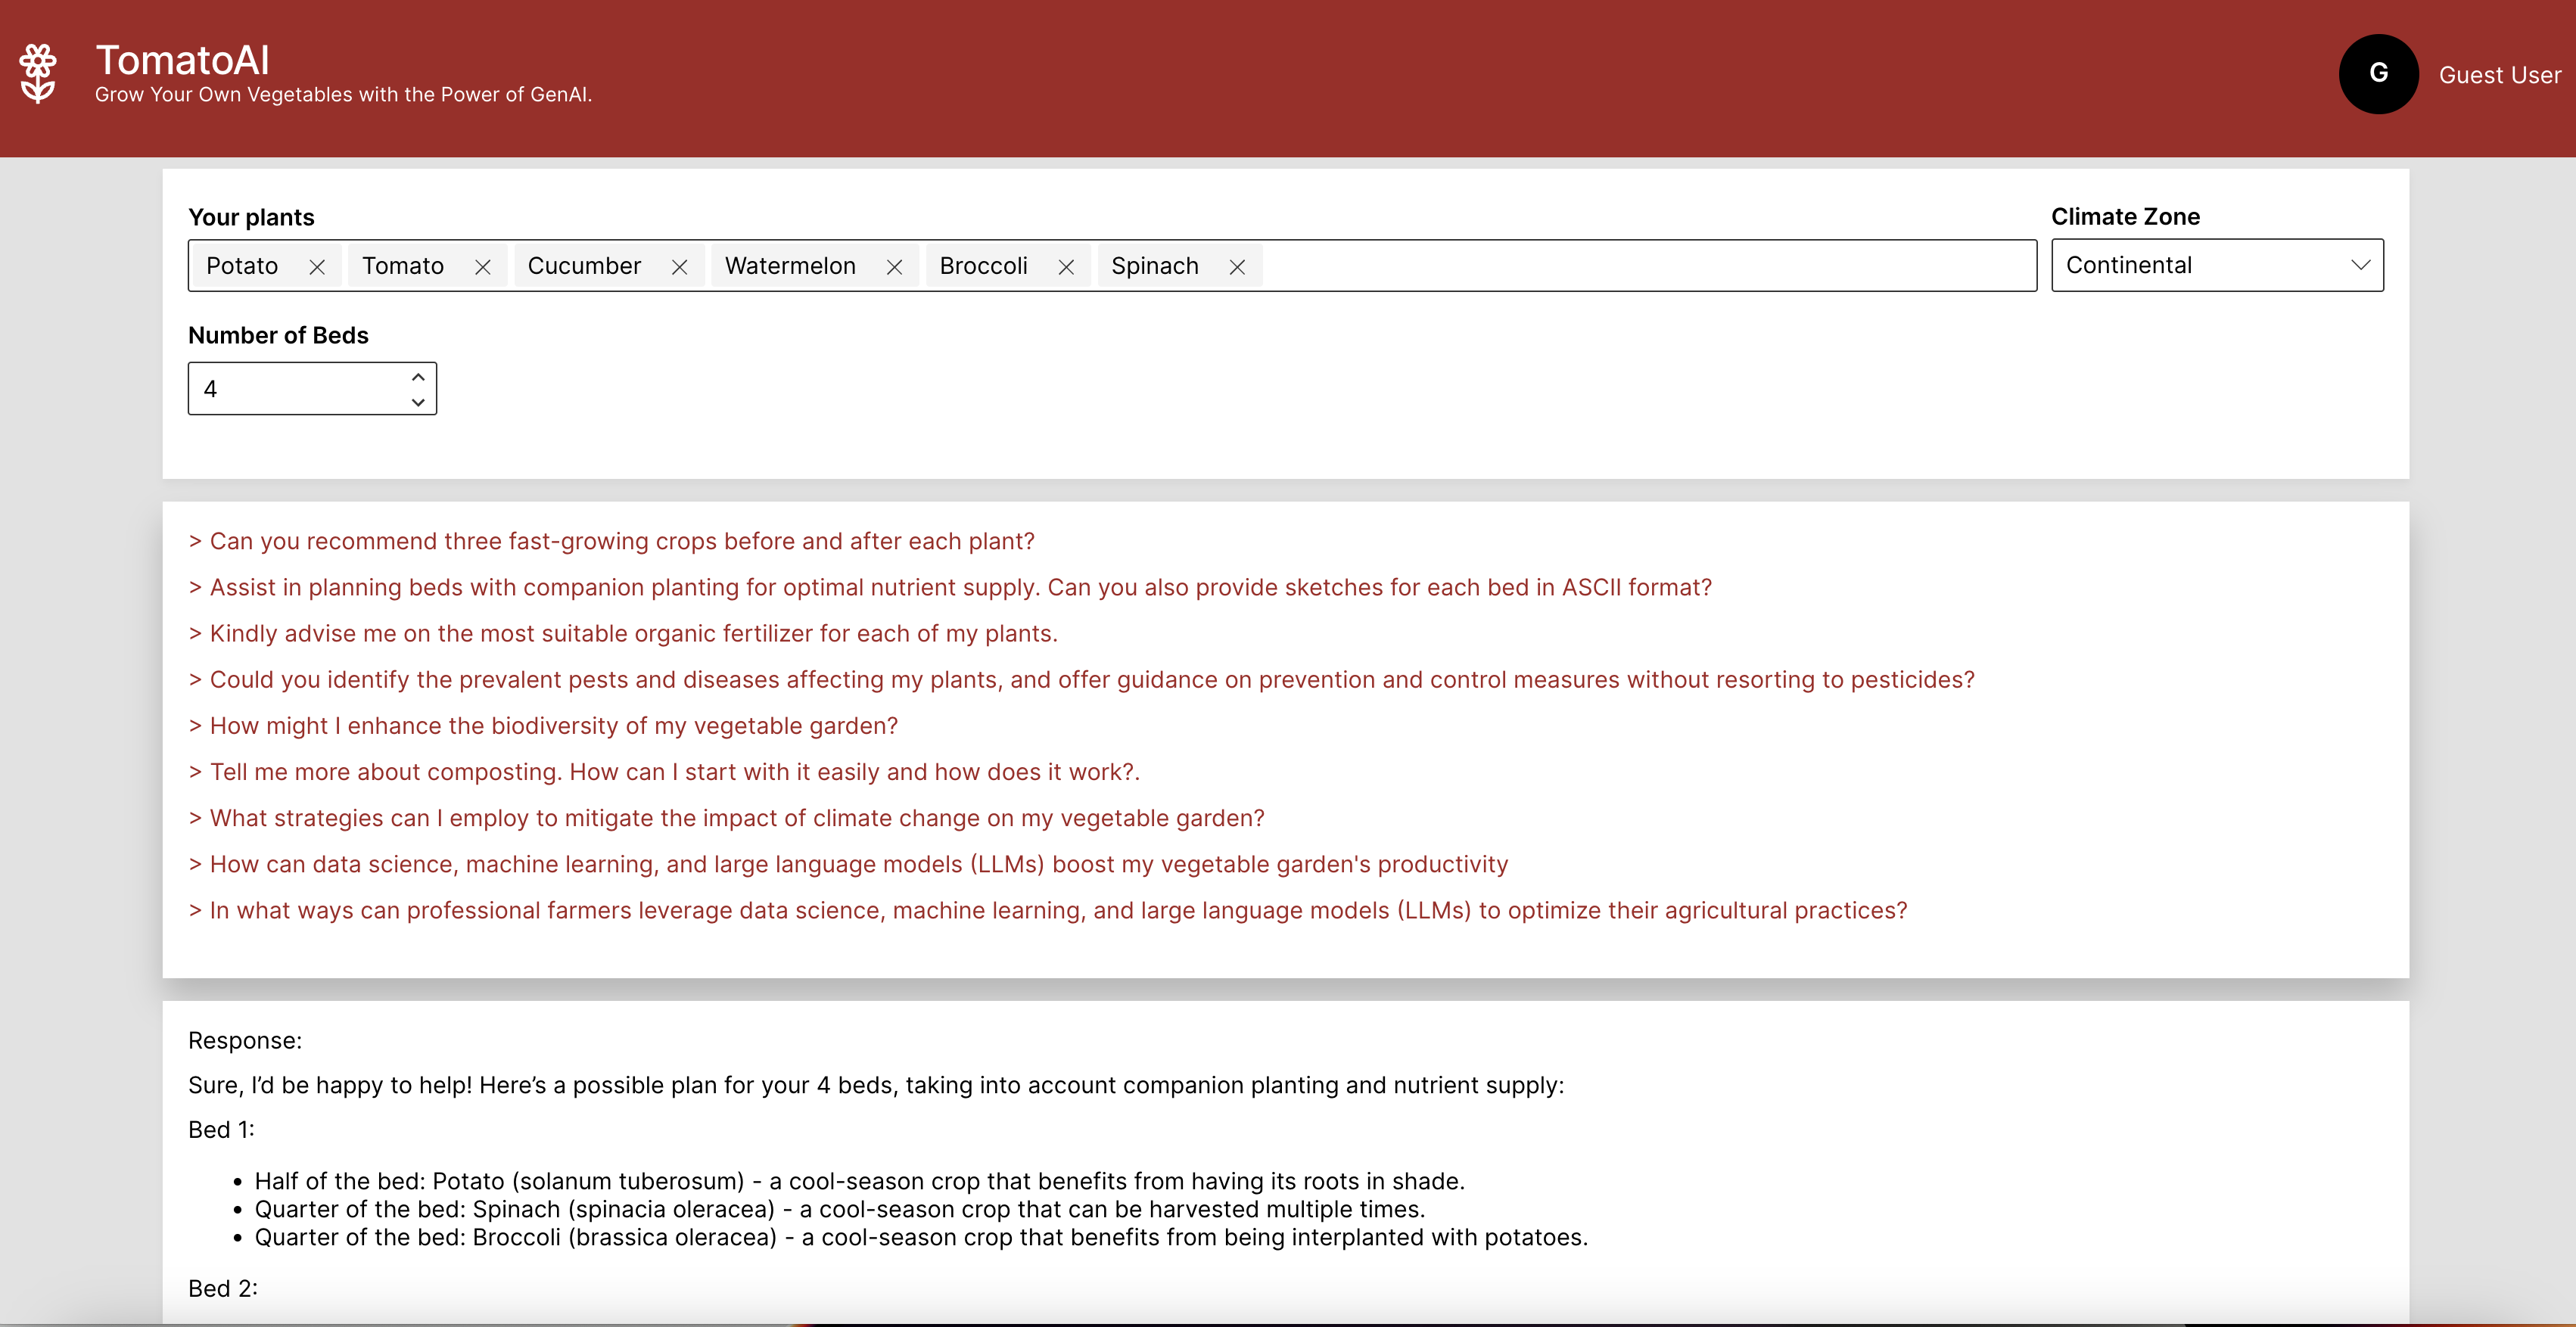 TomatoAI
Grow Your Own Vegetables with the Power of GenAI.
G
Guest User
Your plants
Potato Tomato Cucumber Watermelon Broccoli Spinach
Climate Zone
Continental
Number of Beds
4
> Can you recommend three fast-growing crops before and after each plant?
> Assist in planning beds with companion planting for optimal nutrient supply. Can you also provide sketches for each bed in ASCII format?
> Kindly advise me on the most suitable organic fertilizer for each of my plants.
> Could you identify the prevalent pests and diseases affecting my plants, and offer guidance on prevention and control measures without resorting to pesticides?
> How might I enhance the biodiversity of my vegetable garden?
> Tell me more about composting. How can I start with it easily and how does it work?.
> What strategies can I employ to mitigate the impact of climate change on my vegetable garden?
> How can data science, machine learning, and large language models (LLMs) boost my vegetable garden's productivity
> In what ways can professional farmers leverage data science, machine learning, and large language models (LLMs) to optimize their agricultural practices?
Response:
Sure, I’d be happy to help! Here’s a possible plan for your 4 beds, taking into account companion planting and nutrient supply:
Bed 1:
• Half of the bed: Potato (solanum tuberosum) - a cool-season crop that benefits from having its roots in shade.
• Quarter of the bed: Spinach (spinacia oleracea) - a cool-season crop that can be harvested multiple times.
• Quarter of the bed: Broccoli (brassica oleracea) - a cool-season crop that benefits from being interplanted with potatoes.
Bed 2: